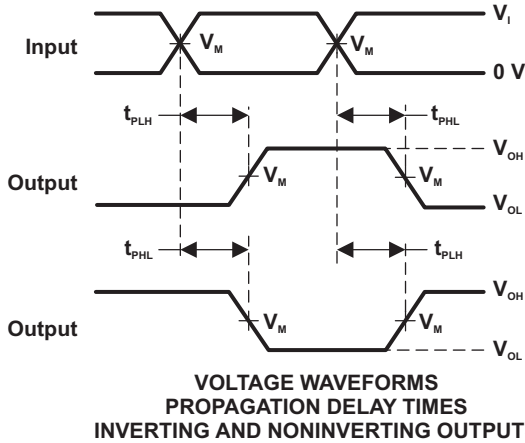 Input
V_M
V_M
V_I
0 V
t_PLH
t_PHL
Output
V_M
V_M
V_OH
V_OL
t_PHL
t_PLH
Output
V_M
V_M
V_OH
V_OL
VOLTAGE WAVEFORMS
PROPAGATION DELAY TIMES
INVERTING AND NONINVERTING OUTPUT